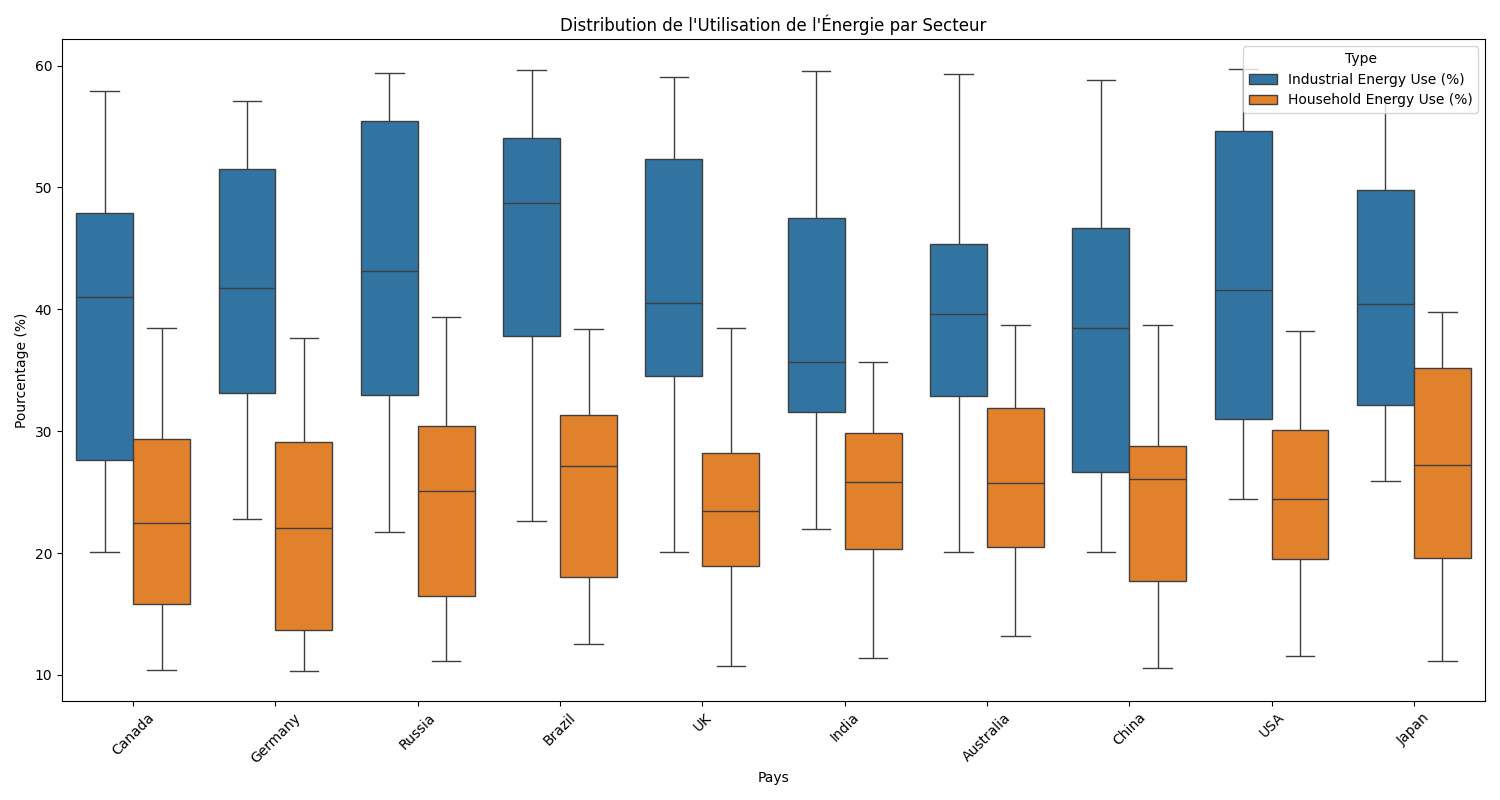 Distribution de l'Utilisation de l'Énergie par Secteur
Type
Industrial Energy Use (%)
Household Energy Use (%)
Pourcentage (%)
60
50
40
30
20
10
Canada
Germany
Russia
Brazil
UK
India
Australia
China
USA
Japan
Pays